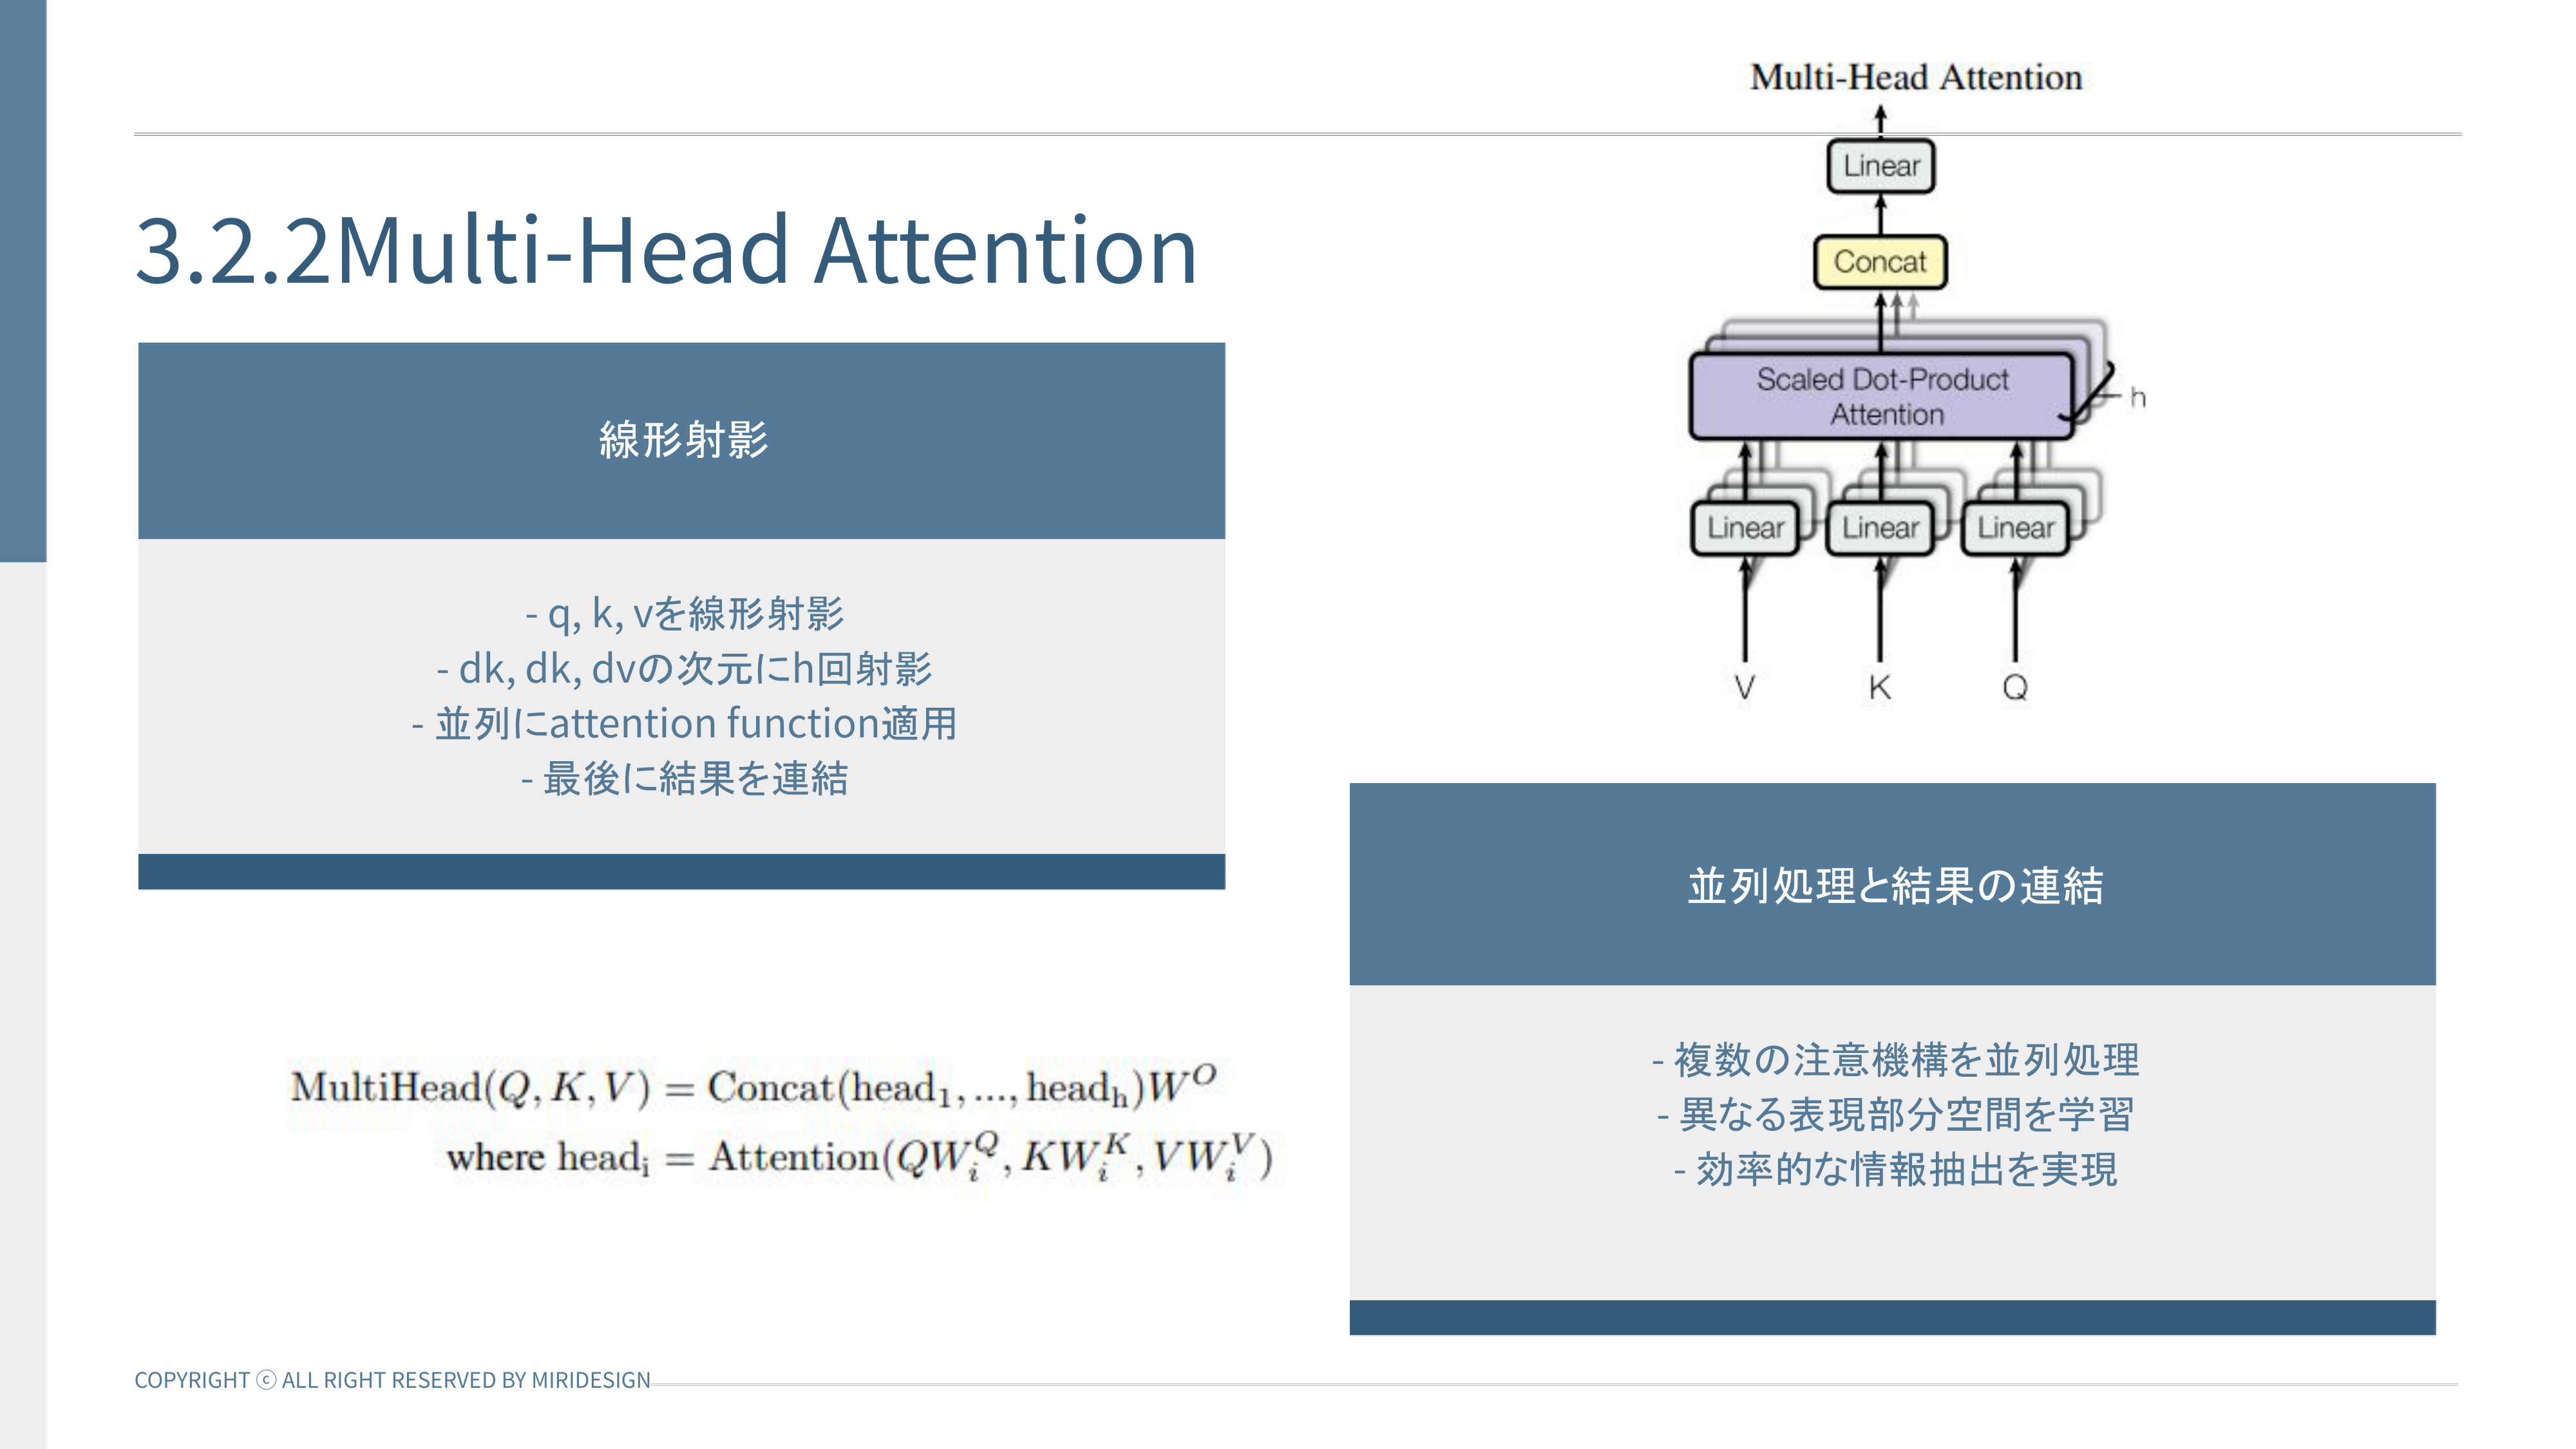 3.2.2Multi-Head Attention
線形射影
- q, k, vを線形射影
- dk, dk, dvの次元にh回射影
- 並列にattention function適用
- 最後に結果を連結
MultiHead(Q, K, V) = Concat(head₁, ..., headₕ)W^O
where headᵢ = Attention(QW_i^Q, KW_i^K, VW_i^V)
Multi-Head Attention
Linear
Concat
Scaled Dot-Product
Attention
h
Linear Linear Linear
V K Q
並列処理と結果の連結
- 複数の注意機構を並列処理
- 異なる表現部分空間を学習
- 効率的な情報抽出を実現
COPYRIGHT ⓒ ALL RIGHT RESERVED BY MIRIDESIGN